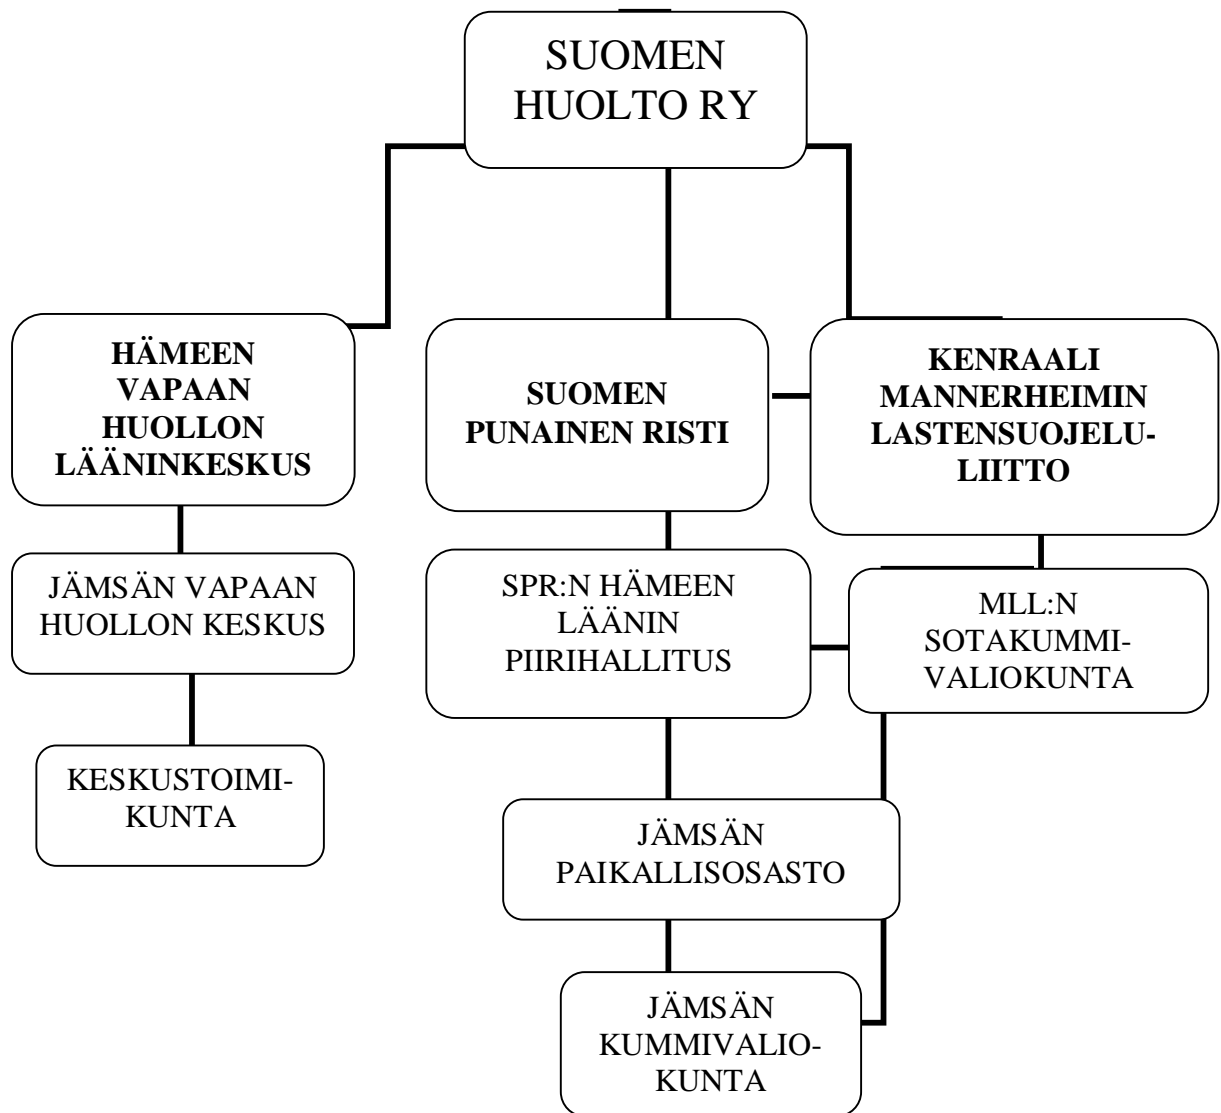 SUOMEN
HUOLTO RY
HÄMEEN
VAPAAN
HUOLLON
LÄÄNINKESKUS
SUOMEN
PUNAINEN RISTI
KENRAALI
MANNERHEIMIN
LASTENSUOJELU-
LIITTO
JÄMSÄN VAPAAN
HUOLLON KESKUS
SPR:N HÄMEEN
LÄÄNIN
PIIRIHALLITUS
MLL:N
SOTAKUMMI-
VALIOKUNTA
KESKUSTOIMI-
KUNTA
JÄMSÄN
PAIKALLISOSASTO
JÄMSÄN
KUMMIVALIO-
KUNTA